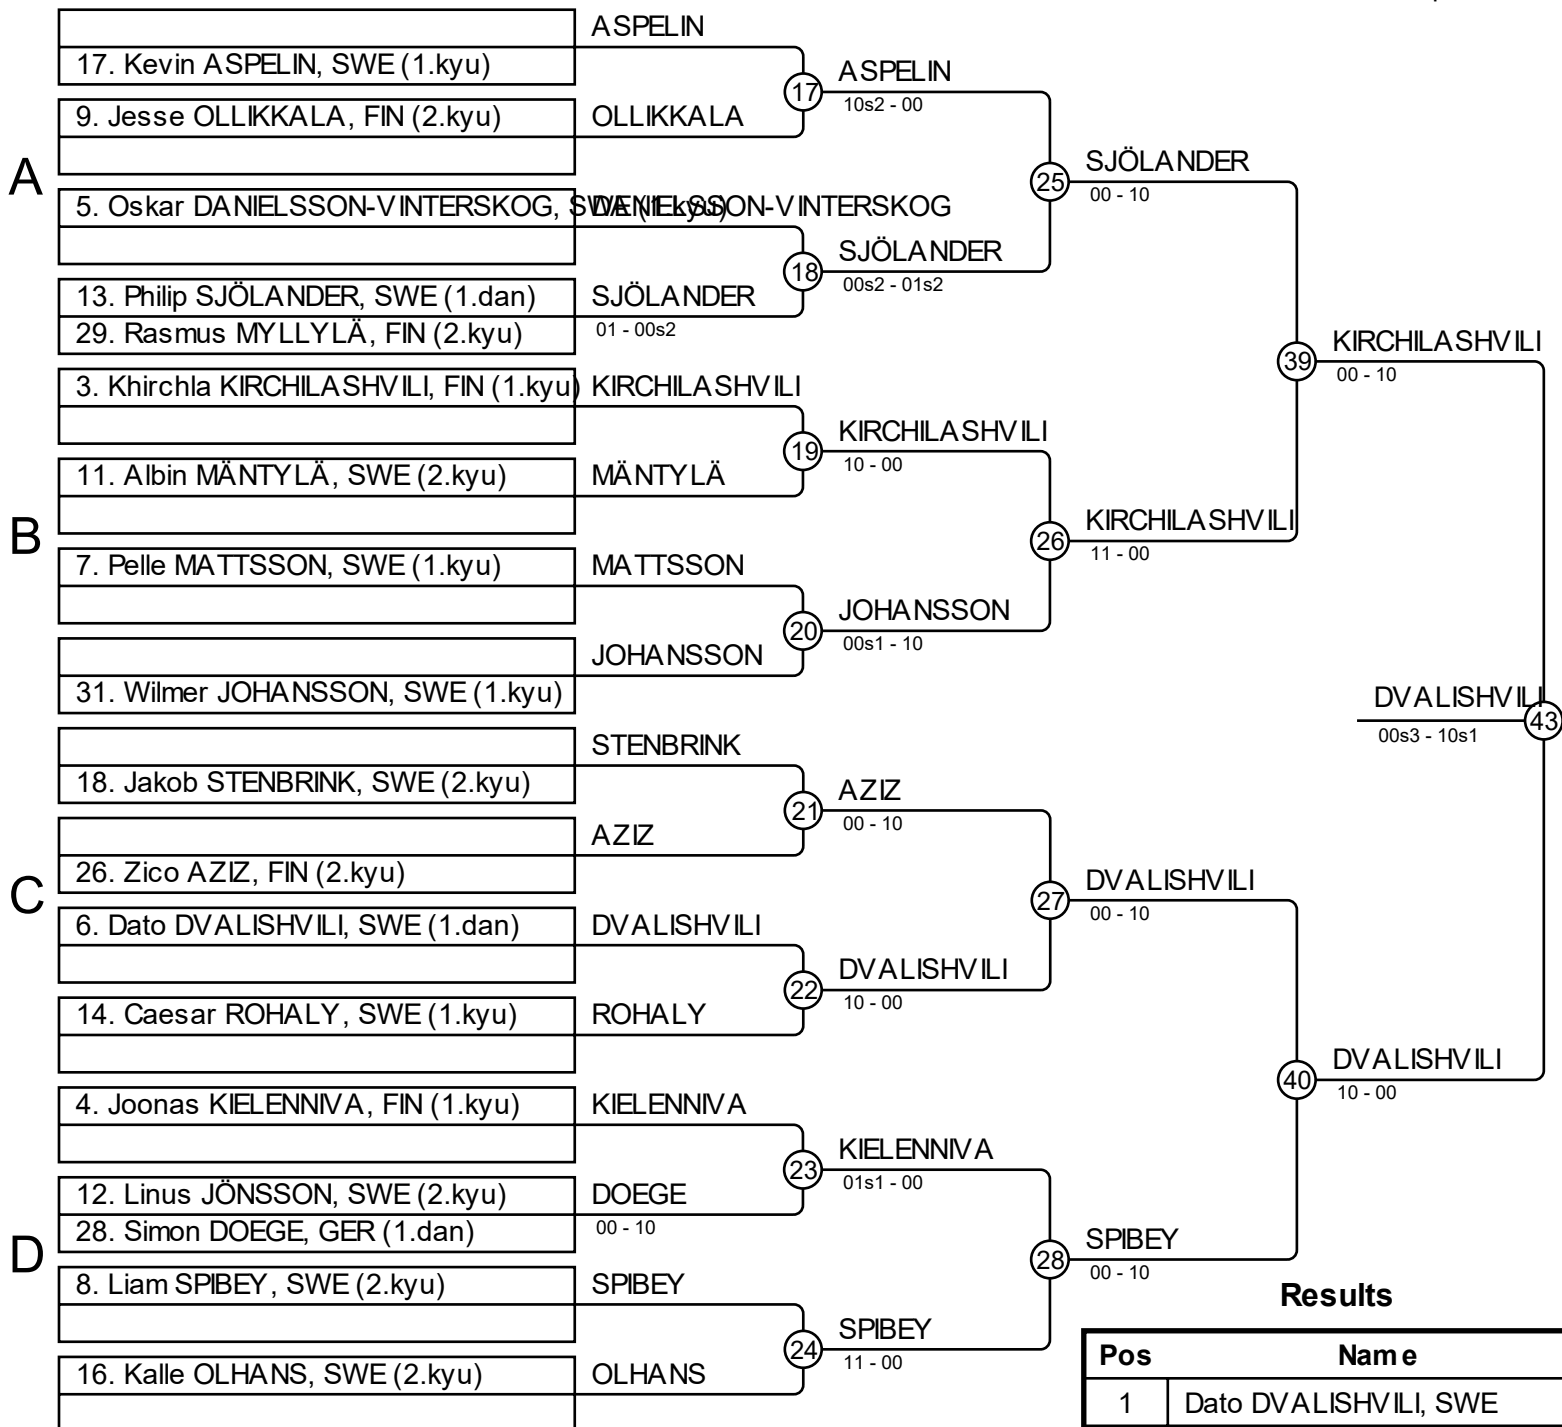 ASPELIN
17. Kevin ASPELIN, SWE (1.kyu)
17
ASPELIN
10s2 - 00
9. Jesse OLLIKKALA, FIN (2.kyu)
OLLIKKALA
A
25
SJÖLANDER
00 - 10
5. Oskar DANIELSSON-VINTERSKOG, SWE (1.kyu)
DANIELSSON-VINTERSKOG
18
SJÖLANDER
00s2 - 01s2
13. Philip SJÖLANDER, SWE (1.dan)
SJÖLANDER
29. Rasmus MYLLYLÄ, FIN (2.kyu)
01 - 00s2
39
KIRCHILASHVILI
00 - 10
3. Khirchla KIRCHILASHVILI, FIN (1.kyu)
KIRCHILASHVILI
19
KIRCHILASHVILI
10 - 00
11. Albin MÄNTYLÄ, SWE (2.kyu)
MÄNTYLÄ
B
26
KIRCHILASHVILI
11 - 00
7. Pelle MATTSSON, SWE (1.kyu)
MATTSSON
20
JOHANSSON
00s1 - 10
JOHANSSON
31. Wilmer JOHANSSON, SWE (1.kyu)
DVALISHVILI
43
00s3 - 10s1
STENBRINK
18. Jakob STENBRINK, SWE (2.kyu)
21
AZIZ
00 - 10
AZIZ
26. Zico AZIZ, FIN (2.kyu)
C
27
DVALISHVILI
00 - 10
6. Dato DVALISHVILI, SWE (1.dan)
DVALISHVILI
22
DVALISHVILI
10 - 00
14. Caesar ROHALY, SWE (1.kyu)
ROHALY
40
DVALISHVILI
10 - 00
4. Joonas KIELENNIVA, FIN (1.kyu)
KIELENNIVA
23
KIELENNIVA
01s1 - 00
12. Linus JÖNSSON, SWE (2.kyu)
DOEGE
28. Simon DOEGE, GER (1.dan)
00 - 10
D
28
SPIBEY
00 - 10
8. Liam SPIBEY, SWE (2.kyu)
SPIBEY
24
SPIBEY
11 - 00
16. Kalle OLHANS, SWE (2.kyu)
OLHANS
Results
Pos Name
1 Dato DVALISHVILI, SWE